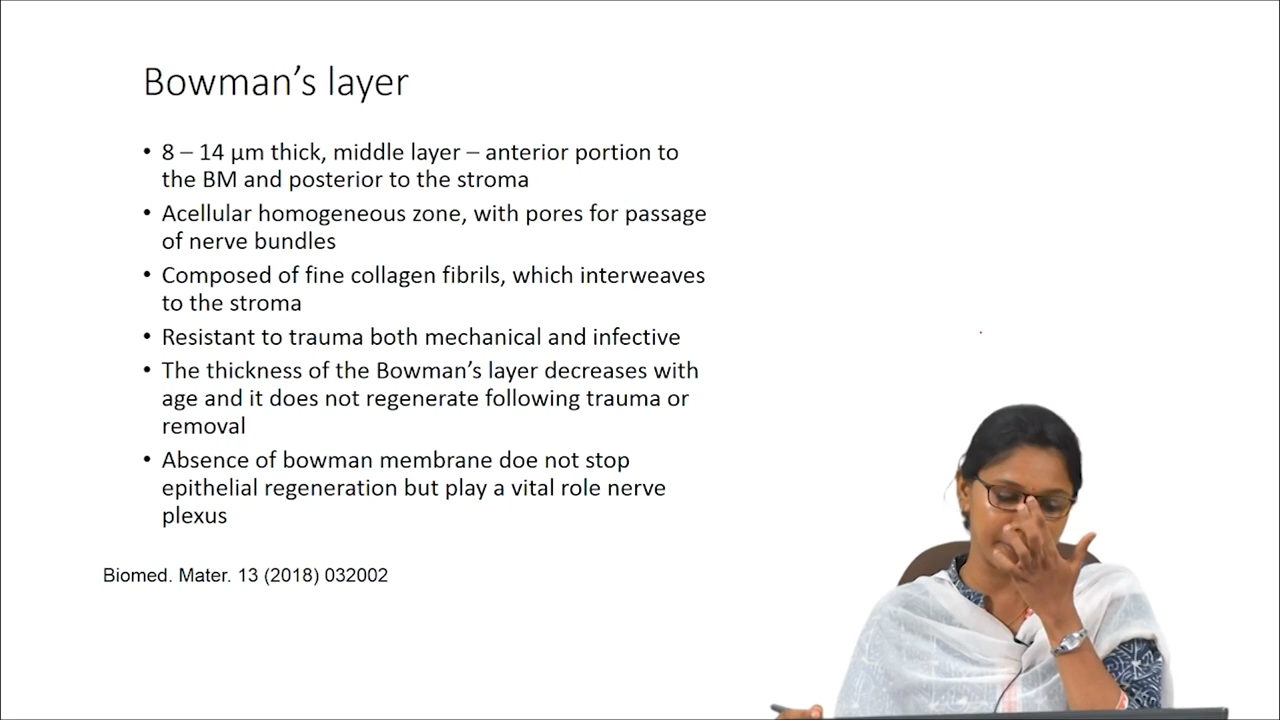 Bowman’s layer
• 8 – 14 µm thick, middle layer – anterior portion to
the BM and posterior to the stroma
• Acellular homogeneous zone, with pores for passage
of nerve bundles
• Composed of fine collagen fibrils, which interweaves
to the stroma
• Resistant to trauma both mechanical and infective
• The thickness of the Bowman’s layer decreases with
age and it does not regenerate following trauma or
removal
• Absence of bowman membrane doe not stop
epithelial regeneration but play a vital role nerve
plexus
Biomed. Mater. 13 (2018) 032002